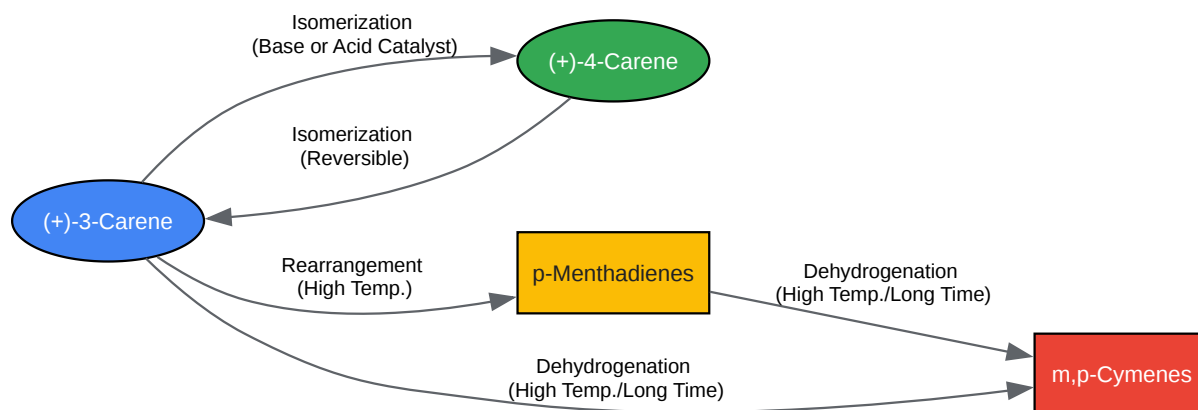 Isomerization
(Base or Acid Catalyst)
(+)-4-Carene
Isomerization
(Reversible)
(+)-3-Carene
Rearrangement
(High Temp.)
p-Menthadienes
Dehydrogenation
(High Temp./Long Time)
Dehydrogenation
(High Temp./Long Time)
m,p-Cymenes